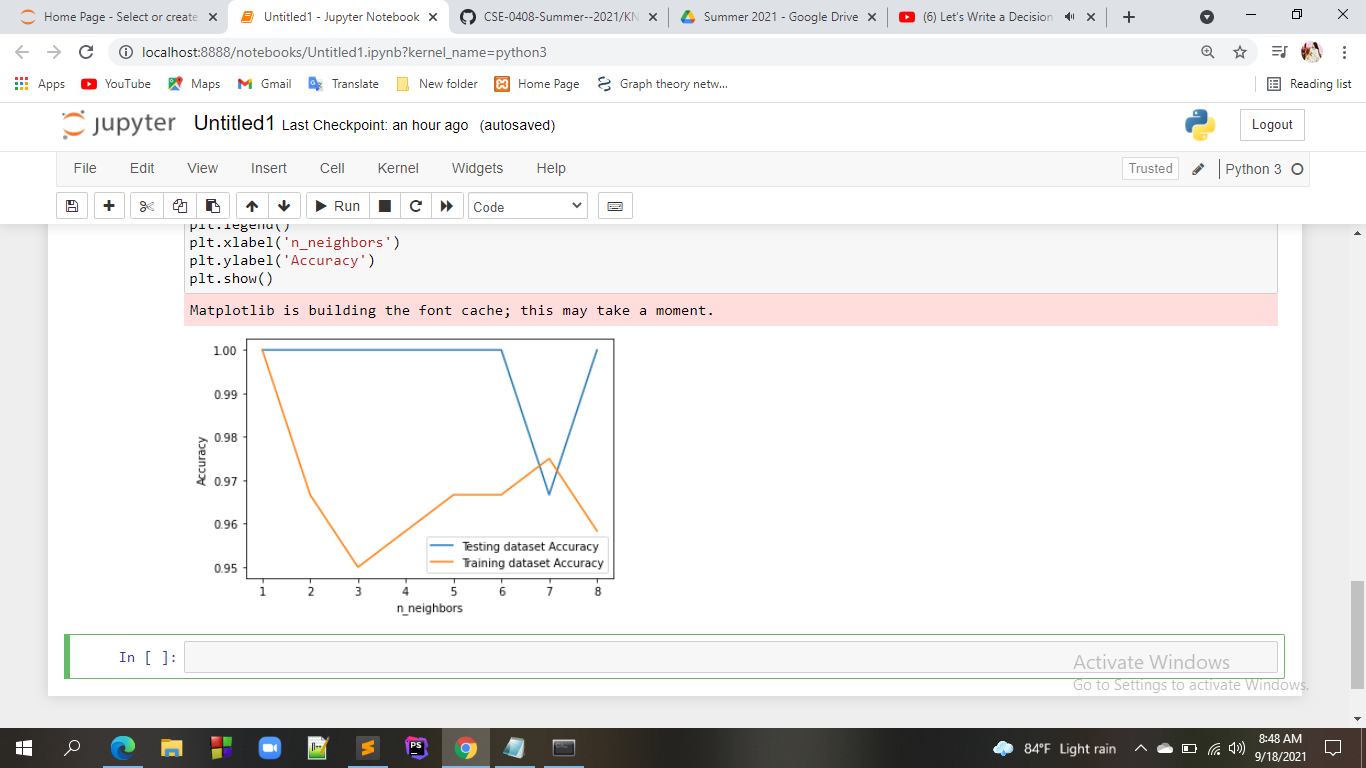 Home Page - Select or create
Untitled1 - Jupyter Notebook
CSE-0408-Summer--2021/KN
Summer 2021 - Google Drive
(6) Let's Write a Decision
localhost:8888/notebooks/Untitled1.ipynb?kernel_name=python3
Apps YouTube Maps Gmail Translate New folder Home Page Graph theory netw... Reading list
jupyter Untitled1 Last Checkpoint: an hour ago (autosaved) Logout
File Edit View Insert Cell Kernel Widgets Help Trusted Python 3
Run Code
plt.legend()
plt.xlabel('n_neighbors')
plt.ylabel('Accuracy')
plt.show()
Matplotlib is building the font cache; this may take a moment.
1.00
0.99
0.98
0.97
0.96
0.95
Accuracy
Testing dataset Accuracy
Training dataset Accuracy
1 2 3 4 5 6 7 8
n_neighbors
In [ ]:
Activate Windows
Go to Settings to activate Windows.
84°F Light rain
8:48 AM
9/18/2021